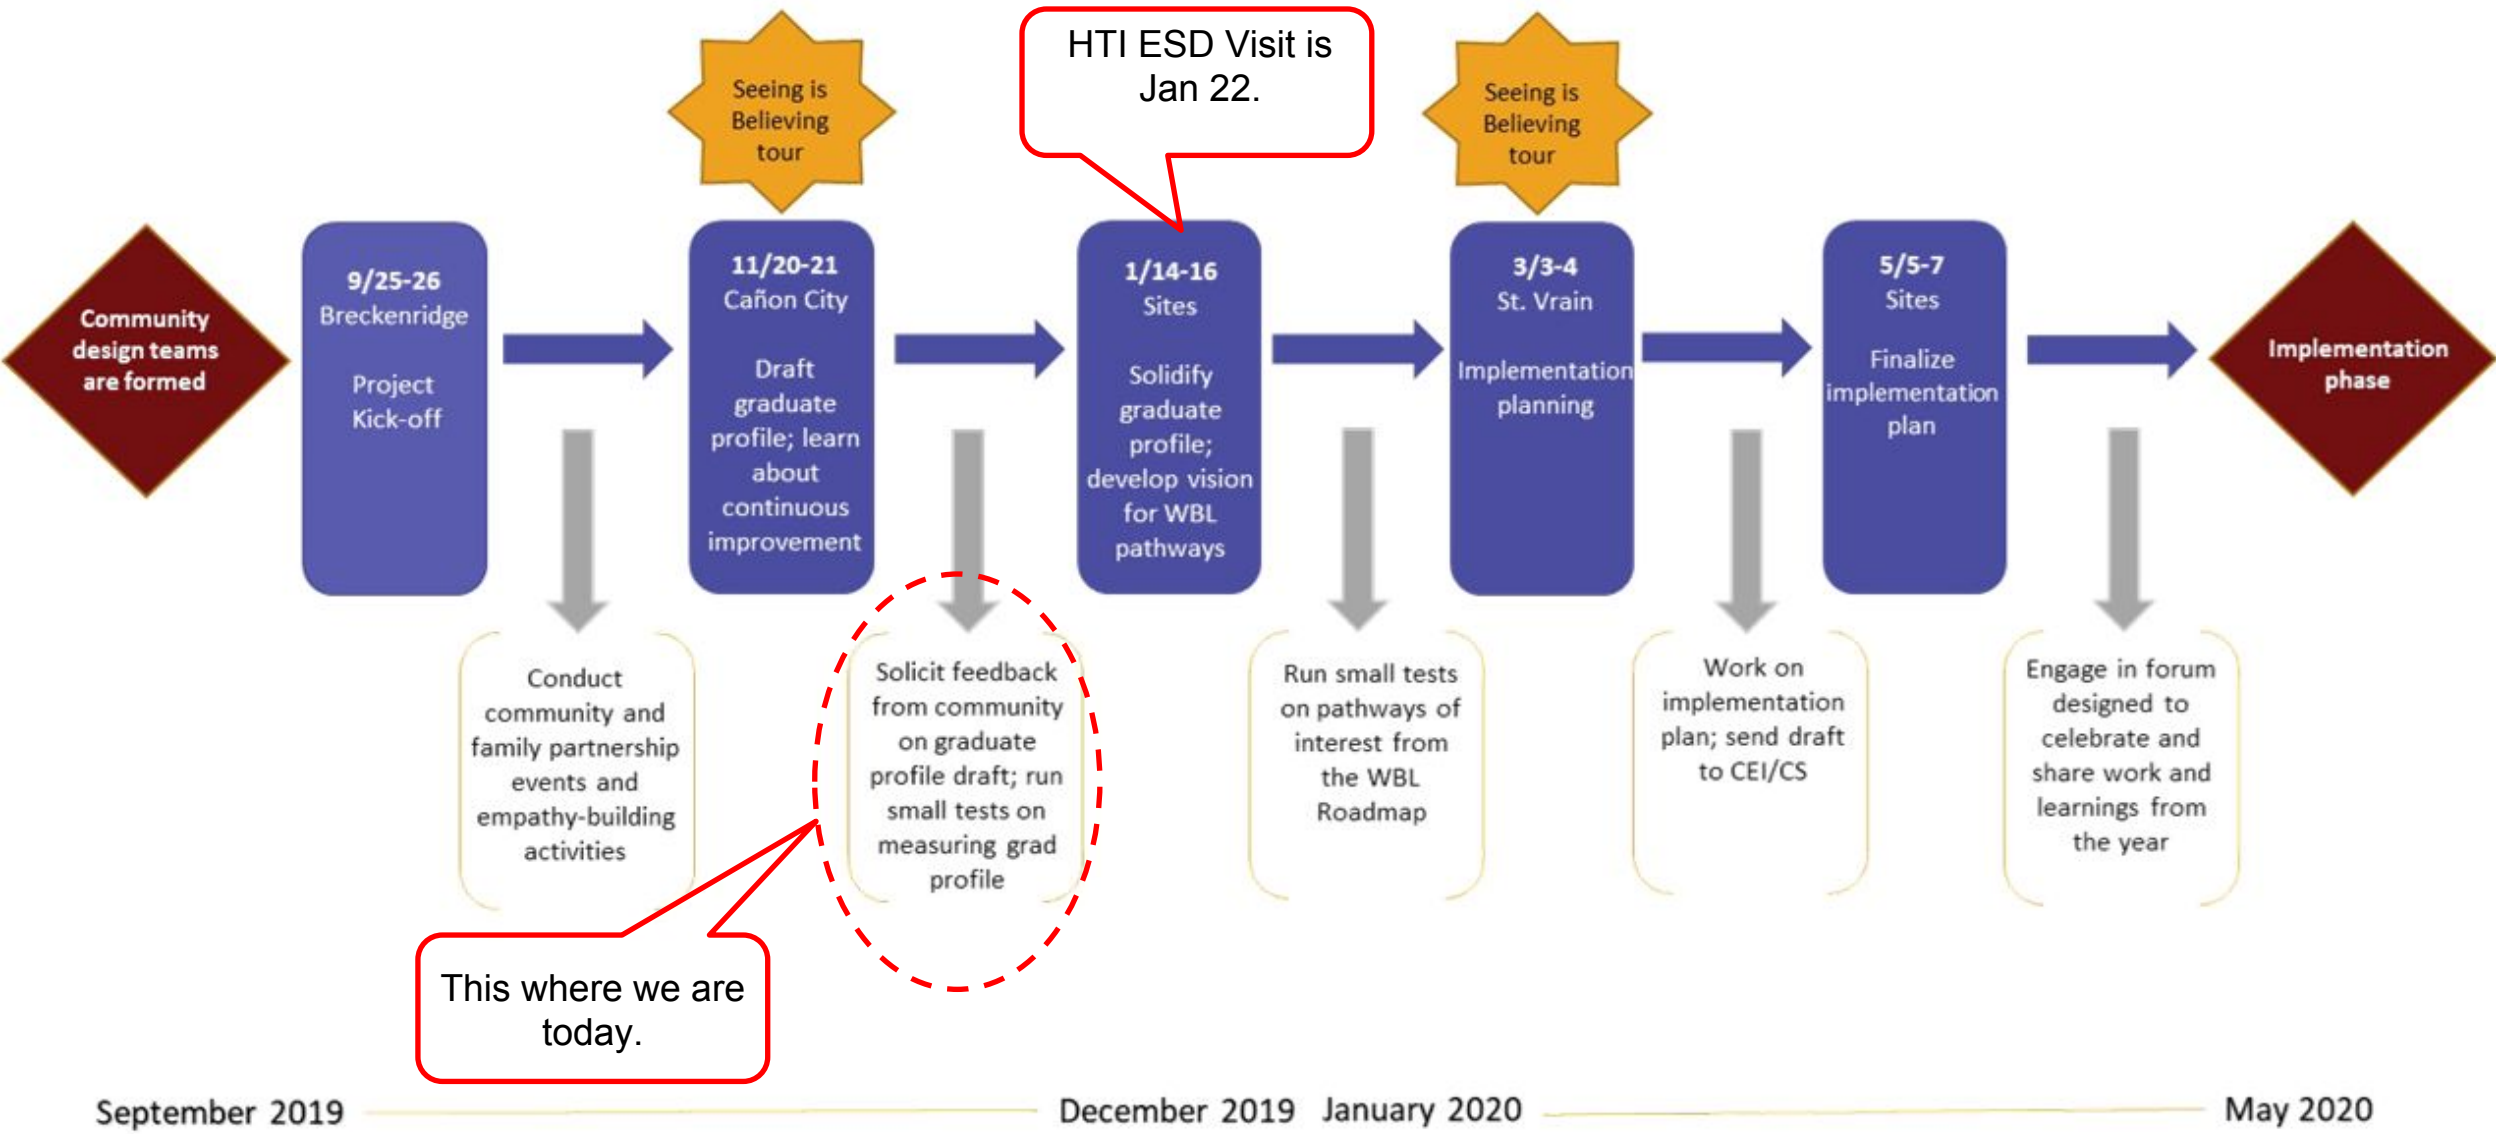 Seeing is
Believing
tour
HTI ESD Visit is
Jan 22.
Seeing is
Believing
tour
Community
design teams
are formed
9/25-26
Breckenridge
Project
Kick-off
11/20-21
Cañon City
Draft
graduate
profile; learn
about
continuous
improvement
1/14-16
Sites
Solidify
graduate
profile;
develop vision
for WBL
pathways
3/3-4
St. Vrain
Implementation
planning
5/5-7
Sites
Finalize
implementation
plan
Implementation
phase
Conduct
community and
family partnership
events and
empathy-building
activities
Solicit feedback
from community
on graduate
profile draft; run
small tests on
measuring grad
profile
Run small tests
on pathways of
interest from
the WBL
Roadmap
Work on
implementation
plan; send draft
to CEI/CS
Engage in forum
designed to
celebrate and
share work and
learnings from
the year
This where we are
today.
September 2019
December 2019
January 2020
May 2020